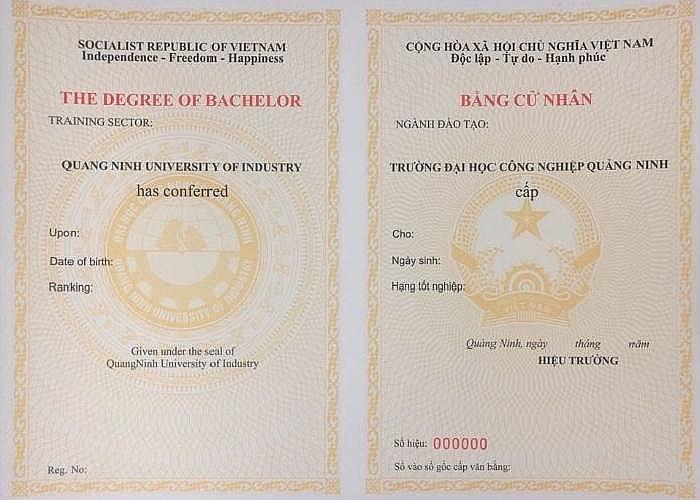 SOCIALIST REPUBLIC OF VIETNAM
Independence - Freedom - Happiness
THE DEGREE OF BACHELOR
TRAINING SECTOR:
QUANG NINH UNIVERSITY OF INDUSTRY
has conferred
Upon:
Date of birth:
Ranking:
Given under the seal of
QuangNinh University of Industry
Reg. No:
CỘNG HÒA XÃ HỘI CHỦ NGHĨA VIỆT NAM
Độc lập - Tự do - Hạnh phúc
BẰNG CỬ NHÂN
NGÀNH ĐÀO TẠO:
TRƯỜNG ĐẠI HỌC CÔNG NGHIỆP QUẢNG NINH
cấp
Cho:
Ngày sinh:
Hạng tốt nghiệp:
VIỆT NAM
Quảng Ninh, ngày tháng năm
HIỆU TRƯỞNG
Số hiệu: 000000
Số vào sổ gốc cấp văn bằng: